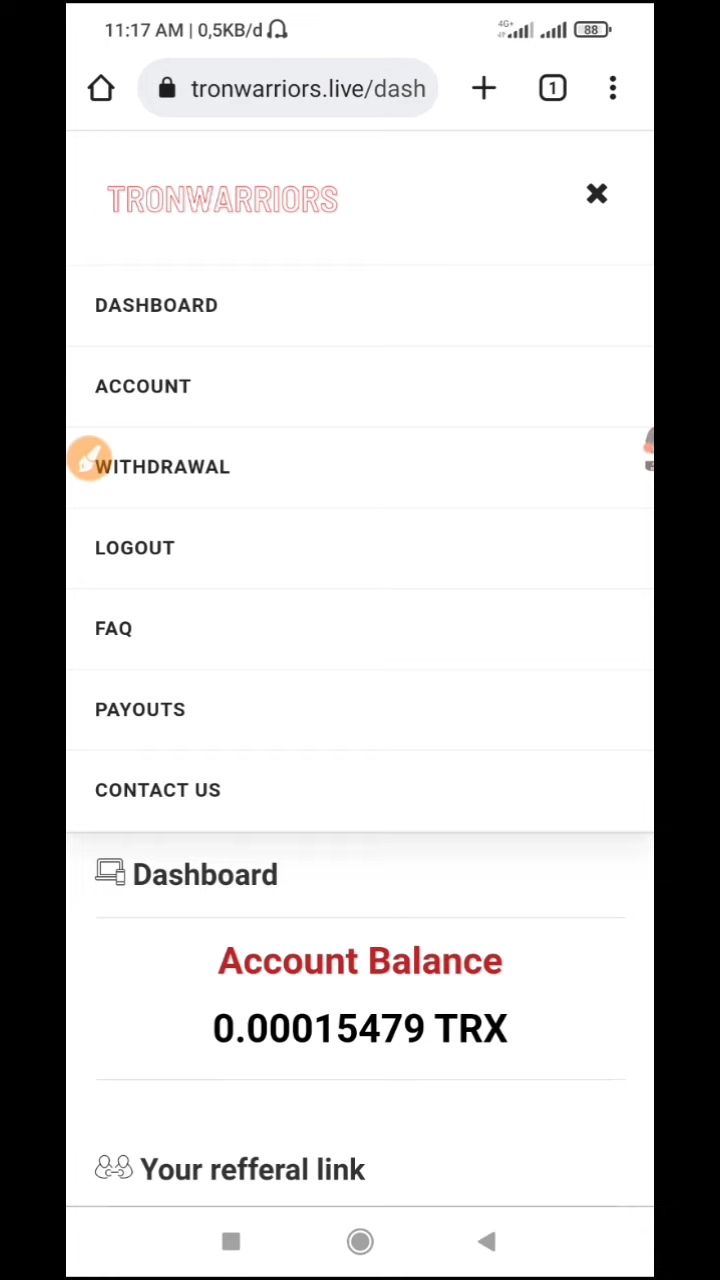 11:17 AM | 0,5KB/d
4G+
88
tronwarriors.live/dash
1
TRONWARRIORS
DASHBOARD
ACCOUNT
WITHDRAWAL
LOGOUT
FAQ
PAYOUTS
CONTACT US
Dashboard
Account Balance
0.00015479 TRX
Your refferal link